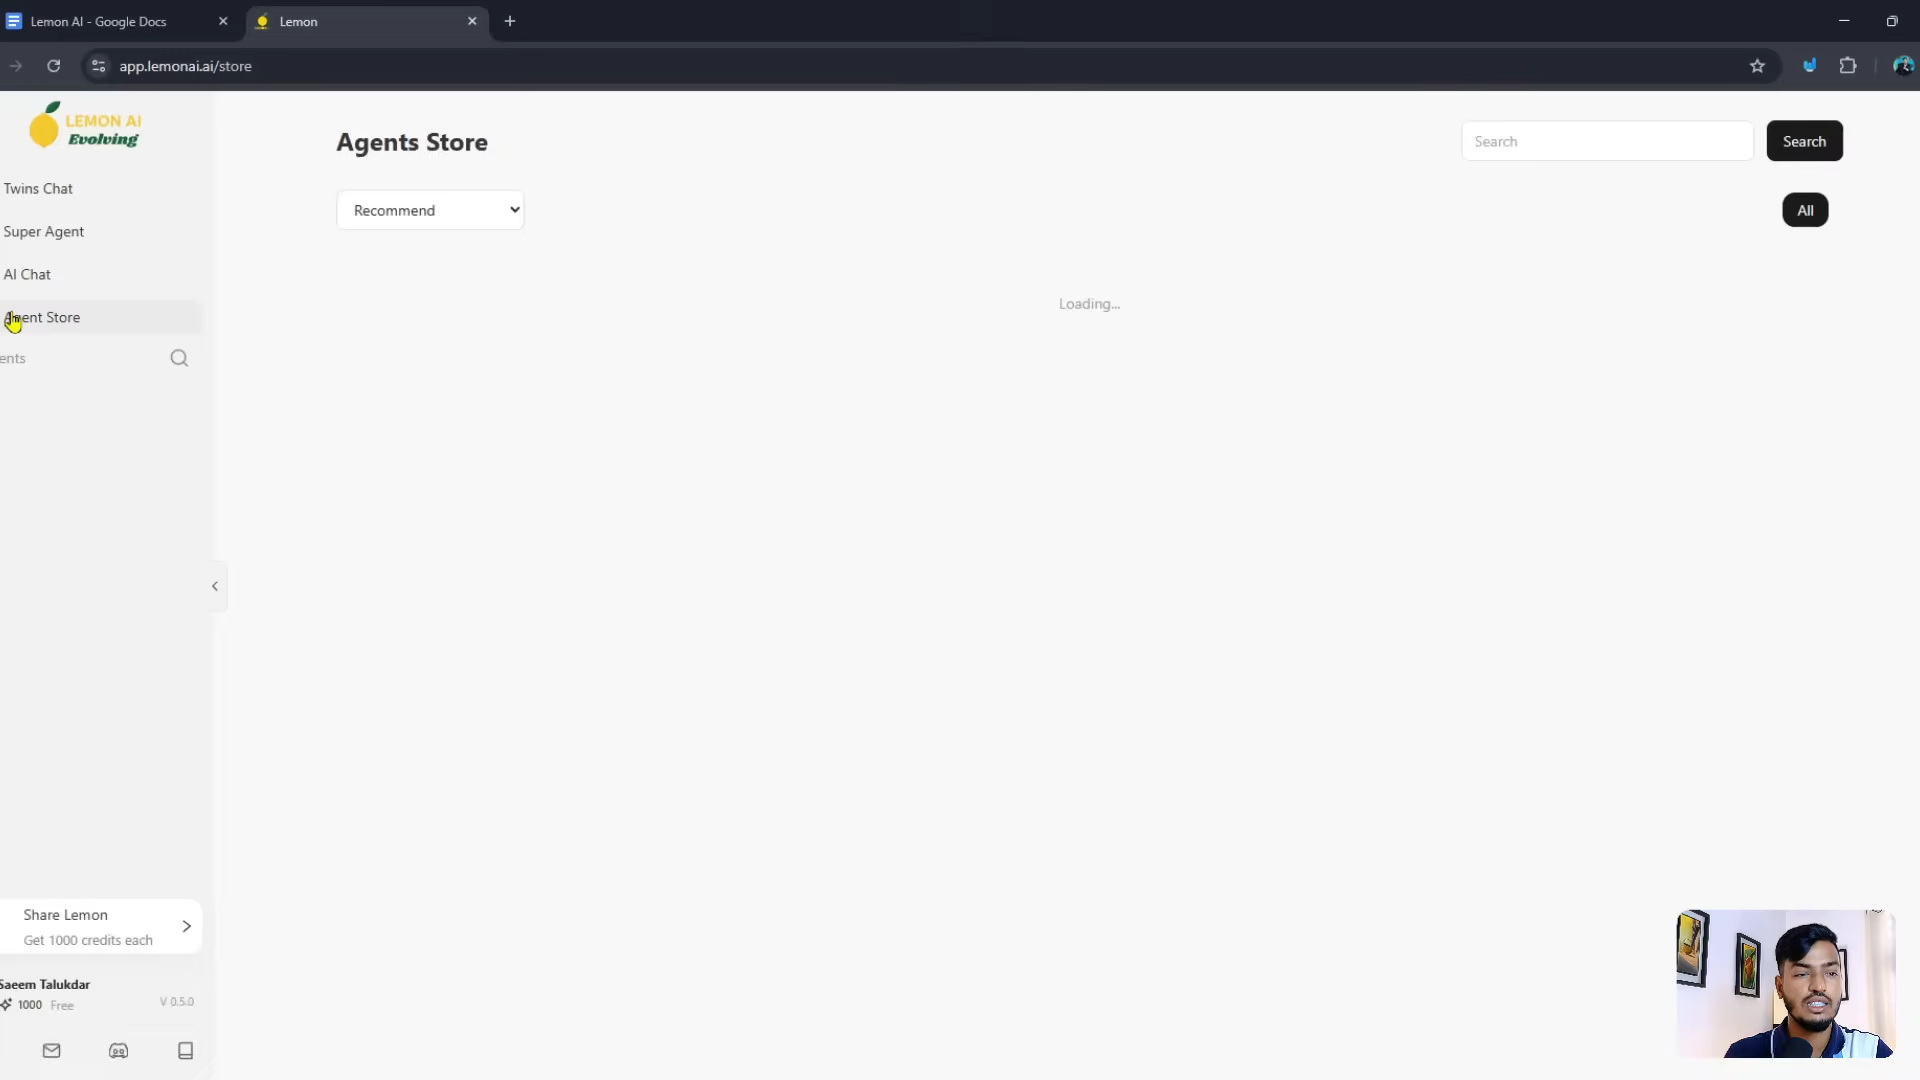 Lemon AI - Google Docs
Lemon
app.lemonai.ai/store
LEMON AI
Evolving
Twins Chat
Super Agent
AI Chat
Agent Store
ents
Share Lemon
Get 1000 credits each
Saeem Talukdar
1000 Free
V 0.5.0
Agents Store
Search
Search
Recommend
All
Loading...